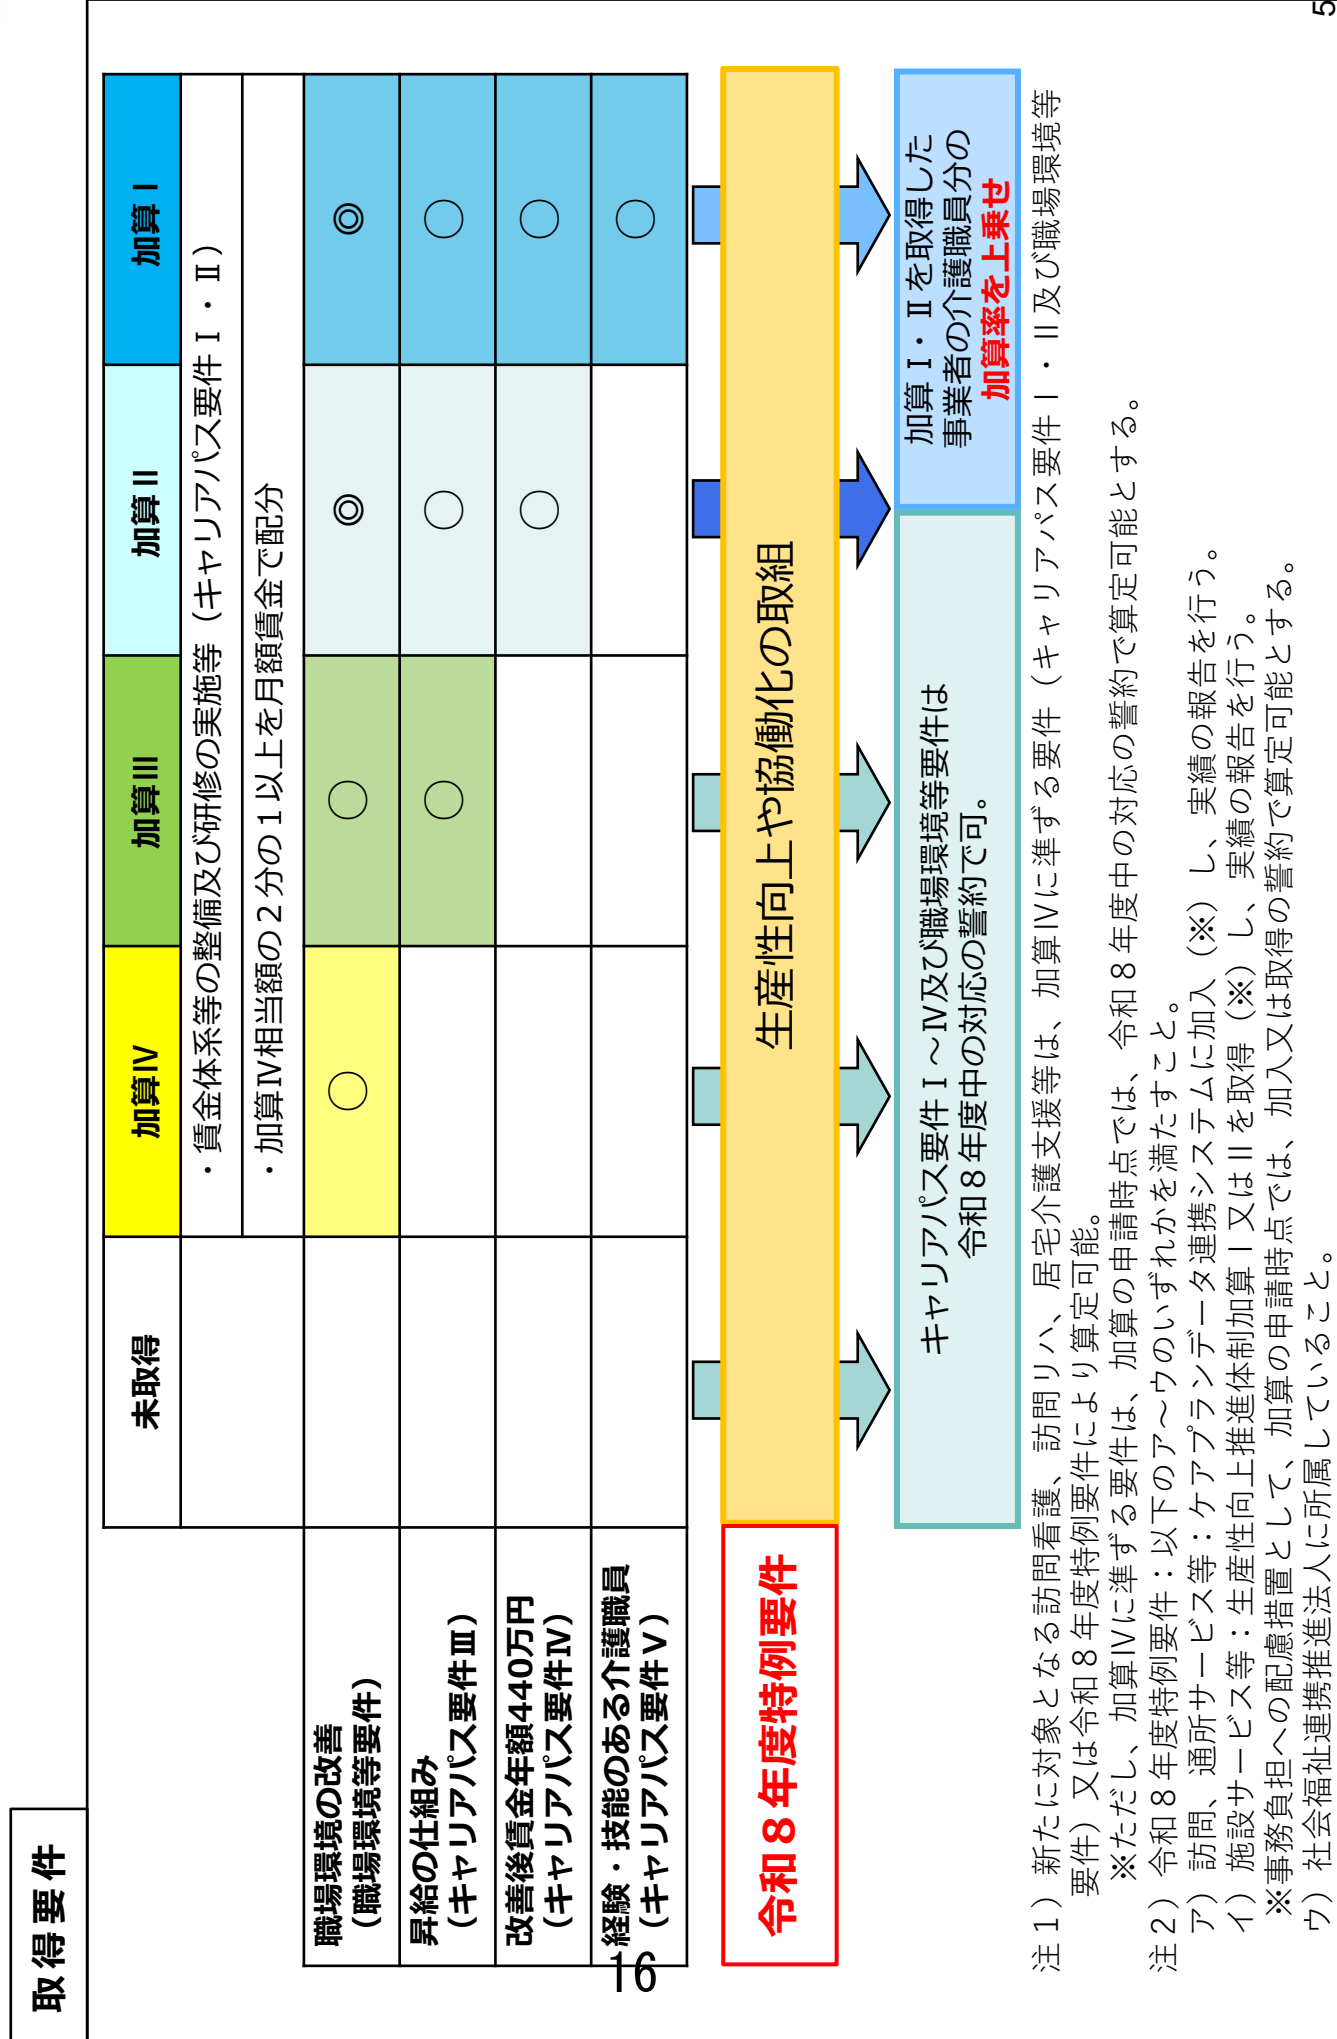 取得要件
未取得 加算Ⅳ 加算Ⅲ 加算Ⅱ 加算Ⅰ
・賃金体系等の整備及び研修の実施等（キャリアパス要件Ⅰ・Ⅱ）
・加算Ⅳ相当額の２分の１以上を月額賃金で配分
職場環境の改善
（職場環境等要件） ○ ○ ◎ ◎
昇給の仕組み
（キャリアパス要件Ⅲ） ○ ○ ○
改善後賃金年額440万円
（キャリアパス要件Ⅳ） ○ ○
経験・技能のある介護職員
（キャリアパス要件Ⅴ） ○
令和８年度特例要件
生産性向上や協働化の取組
キャリアパス要件Ⅰ～Ⅳ及び職場環境等要件は
令和８年度中の対応の誓約で可。
加算Ⅰ・Ⅱを取得した
事業者の介護職員分の
加算率を上乗せ
注１）新たに対象となる訪問看護、訪問リハ、居宅介護支援等は、加算Ⅳに準ずる要件（キャリアパス要件Ⅰ・Ⅱ及び職場環境等
要件）又は令和８年度特例要件により算定可能。
※ただし、加算Ⅳに準ずる要件は、加算の申請時点では、令和８年度中の対応の誓約で算定可能とする。
注２）令和８年度特例要件：以下のア～ウのいずれかを満たすこと。
ア）訪問、通所サービス等：ケアプランデータ連携システムに加入（※）し、実績の報告を行う。
イ）施設サービス等：生産性向上推進体制加算Ⅰ又はⅡを取得（※）し、実績の報告を行う。
※事務負担への配慮措置として、加算の申請時点では、加入又は取得の誓約で算定可能とする。
ウ）社会福祉連携推進法人に所属していること。
5
16